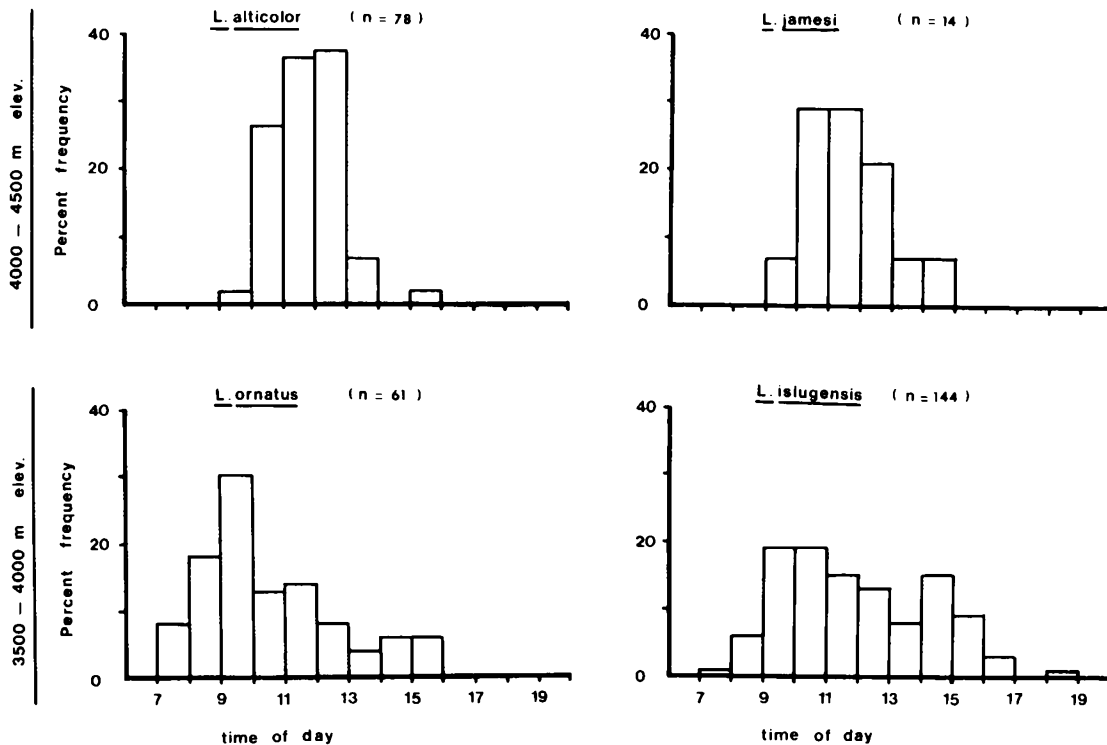 L. alticolor ( n = 78 )
L. jamesi ( n = 14 )
4000 – 4500 m elev.
Percent frequency
40
20
0
40
20
0
L. ornatus ( n = 61 )
L. islugensis ( n = 144 )
3500 – 4000 m elev.
Percent frequency
40
20
0
7 9 11 13 15 17 19
time of day
40
20
0
7 9 11 13 15 17 19
time of day